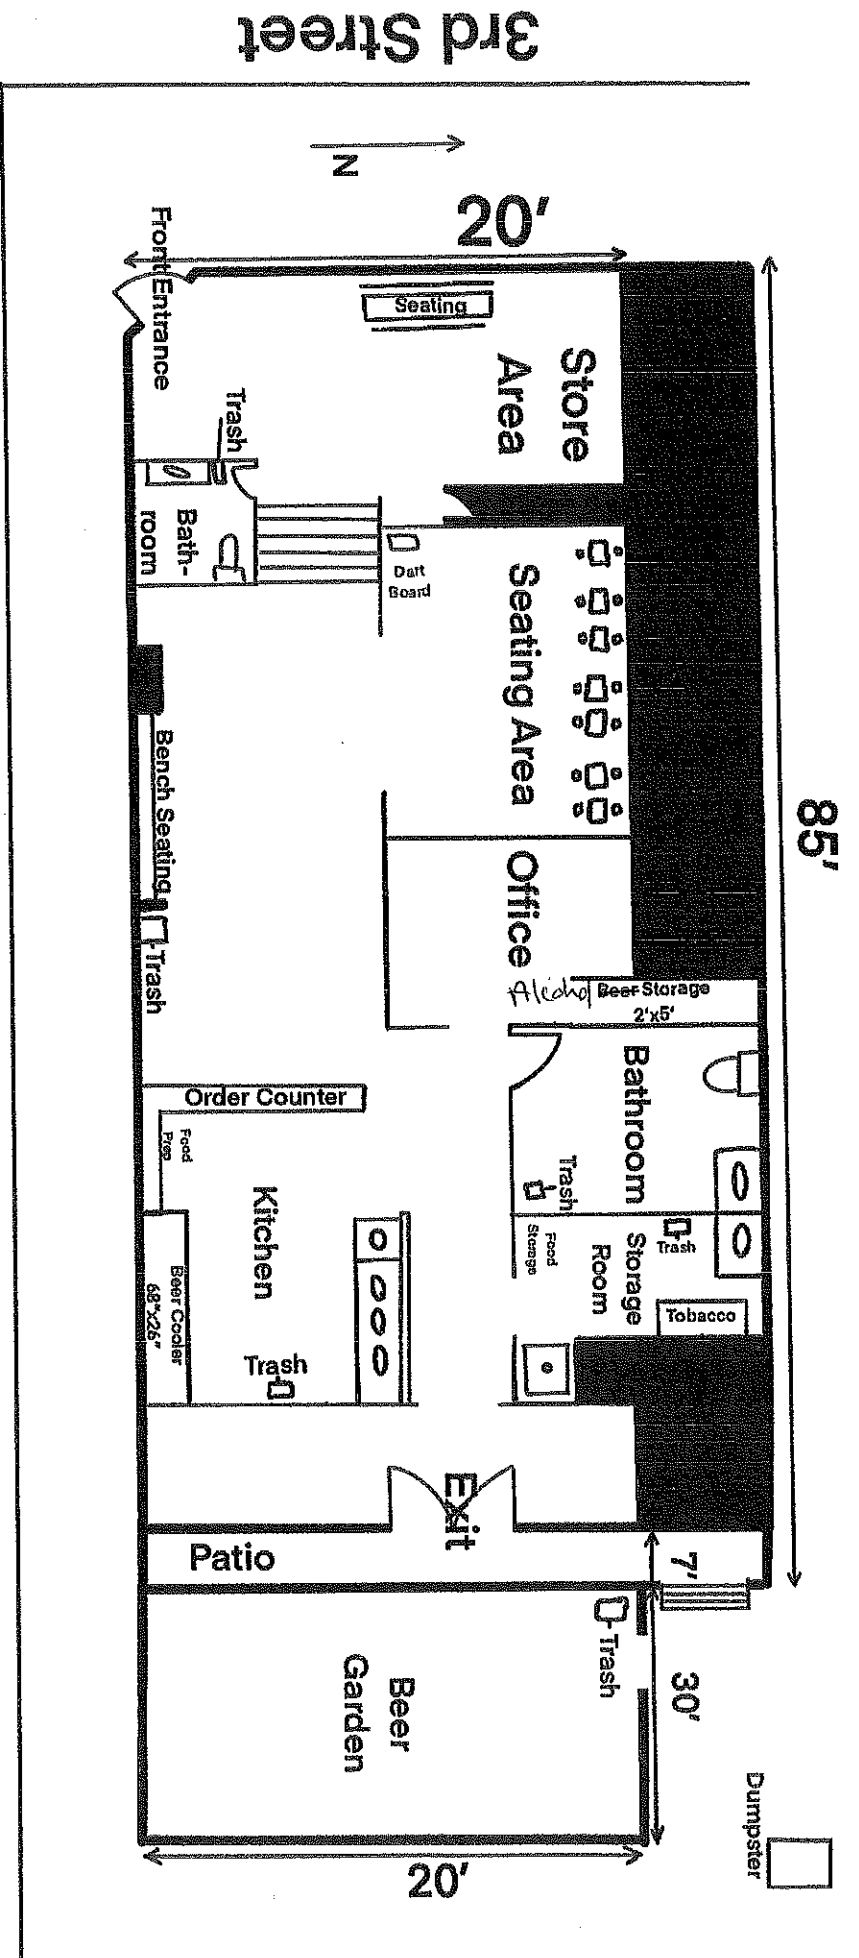 3rd Street
N
20'
Front Entrance
Seating
Store
Area
Trash
Bath-
room
Dart
Board
Seating Area
85'
Bench Seating
Trash
Office
Alcohol Beer Storage
2'x5'
Bathroom
Trash
Order Counter
Food
Prep
Kitchen
Beer Cooler
68"x26"
Trash
Food
Storage
Storage
Room
Trash
Tobacco
Exit
Patio
7'
Trash
30'
Beer
Garden
20'
Dumpster